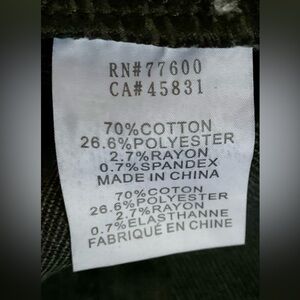 RN#77600
CA#45831
70%COTTON
26.6%POLYESTER
2.7%RAYON
0.7%SPANDEX
MADE IN CHINA
70%COTON
26.6%POLYESTER
2.7%RAYON
0.7%ELASTHANNE
FABRIQUÉ EN CHINE